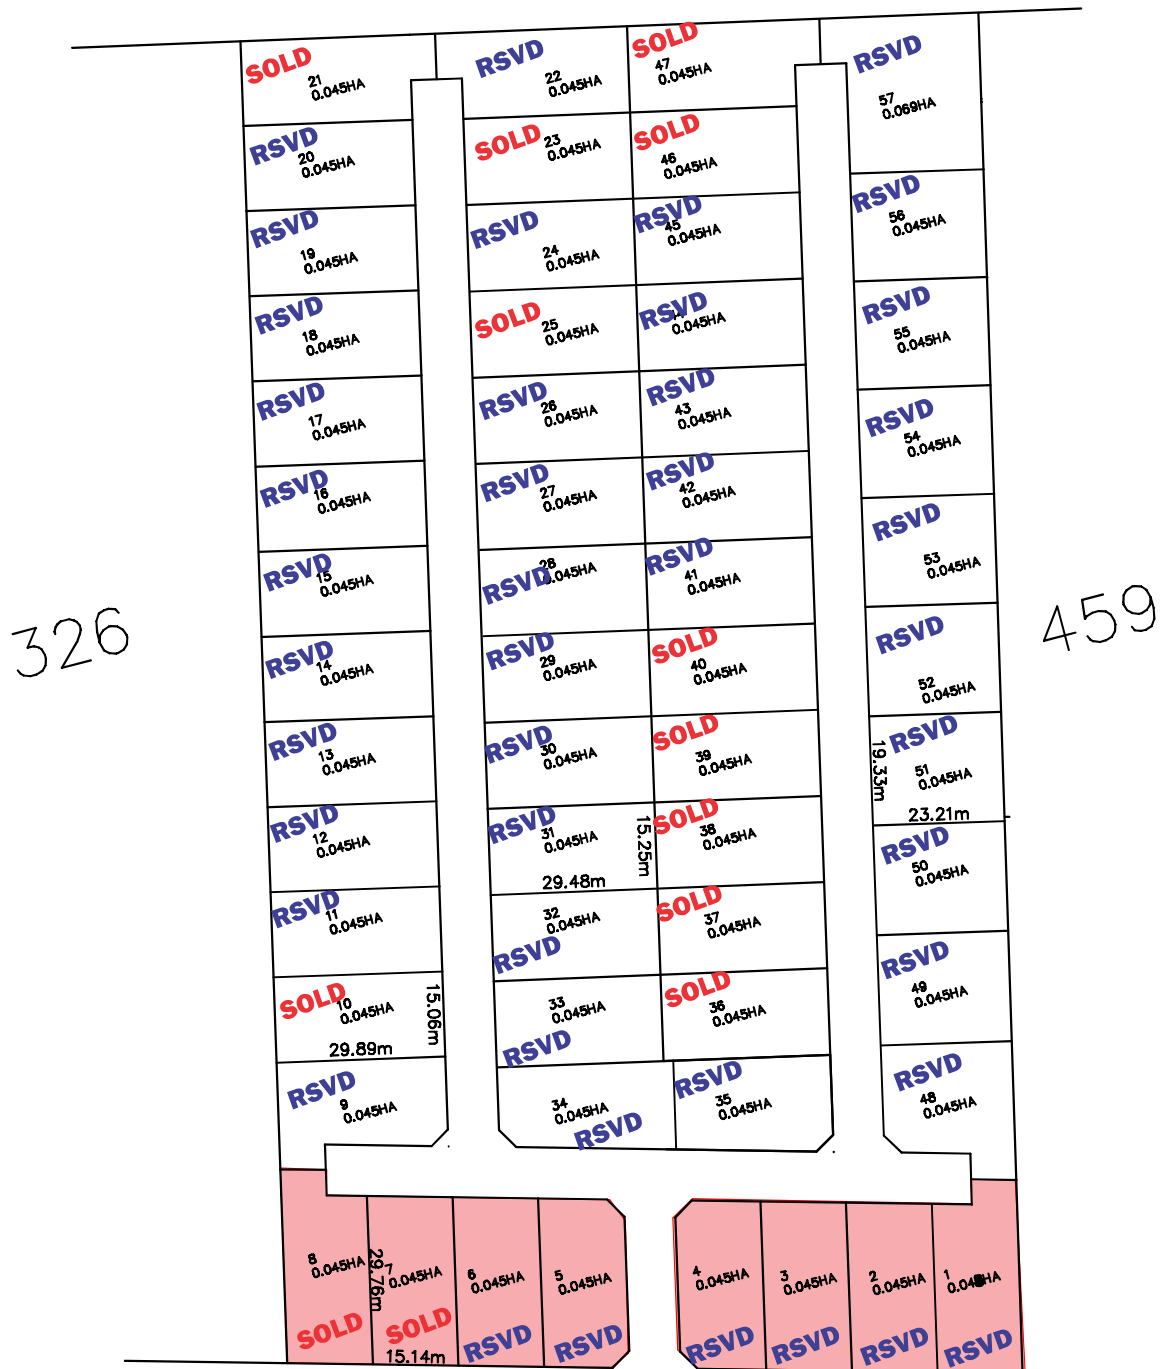 SOLD
21
0.045HA
RSVD
22
0.045HA
SOLD
47
0.045HA
RSVD
57
0.069HA
RSVD
20
0.045HA
SOLD
23
0.045HA
SOLD
46
0.045HA
RSVD
56
0.045HA
RSVD
19
0.045HA
RSVD
24
0.045HA
RSVD
45
0.045HA
RSVD
18
0.045HA
SOLD
25
0.045HA
RSVD
0.045HA
RSVD
55
0.045HA
RSVD
17
0.045HA
RSVD
26
0.045HA
RSVD
43
0.045HA
RSVD
54
0.045HA
RSVD
16
0.045HA
RSVD
27
0.045HA
RSVD
42
0.045HA
RSVD
53
0.045HA
RSVD
15
0.045HA
RSVD
28
0.045HA
RSVD
41
0.045HA
326
459
RSVD
14
0.045HA
RSVD
29
0.045HA
SOLD
40
0.045HA
RSVD
52
0.045HA
RSVD
13
0.045HA
RSVD
30
0.045HA
SOLD
39
0.045HA
RSVD
51
0.045HA
19.33m
23.21m
RSVD
12
0.045HA
RSVD
31
0.045HA
15.25m
29.48m
SOLD
38
0.045HA
RSVD
50
0.045HA
RSVD
11
0.045HA
32
0.045HA
RSVD
SOLD
37
0.045HA
RSVD
49
0.045HA
SOLD
10
0.045HA
15.06m
29.89m
33
0.045HA
RSVD
SOLD
36
0.045HA
RSVD
9
0.045HA
34
0.045HA
RSVD
RSVD
35
0.045HA
RSVD
48
0.045HA
8
0.045HA
SOLD
29.76m
7
0.045HA
SOLD
15.14m
6
0.045HA
RSVD
5
0.045HA
RSVD
4
0.045HA
RSVD
3
0.045HA
RSVD
2
0.045HA
RSVD
1
RSVD